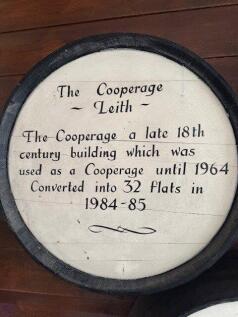 The Cooperage
~ Leith ~
The Cooperage a late 18th
century building which was
used as a Cooperage until 1964
Converted into 32 flats in
1984-85